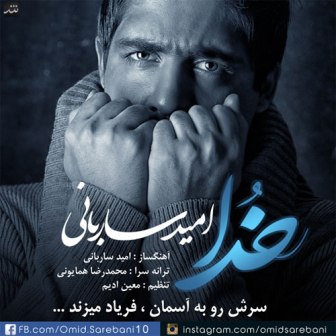 خدا
امید ساربانی
آهنگساز : امید ساربانی
ترانه سرا : محمدرضا همایونی
تنظیم : معین ادیم
سرش رو به آسمان ، فریاد میزند ...
FB.com/Omid.Sarebani10
instagram.com/omidsarebani